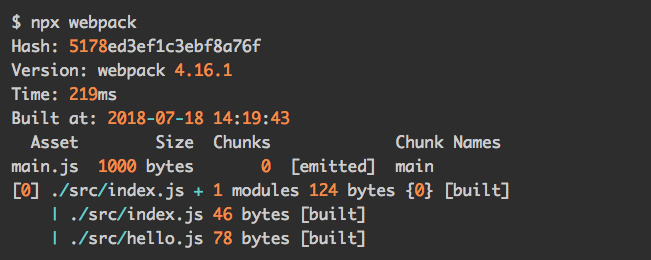 $ npx webpack
Hash: 5178ed3ef1c3ebf8a76f
Version: webpack 4.16.1
Time: 219ms
Built at: 2018-07-18 14:19:43
  Asset        Size  Chunks             Chunk Names
main.js  1000 bytes       0  [emitted]  main
[0] ./src/index.js + 1 modules 124 bytes {0} [built]
    | ./src/index.js 46 bytes [built]
    | ./src/hello.js 78 bytes [built]